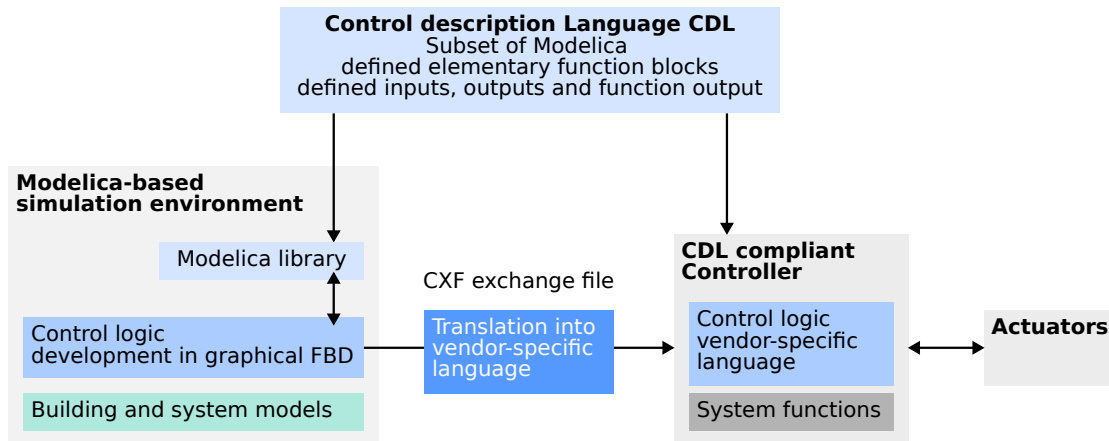 Control description Language CDL
Subset of Modelica
defined elementary function blocks
defined inputs, outputs and function output
Modelica-based
simulation environment
Modelica library
Control logic
development in graphical FBD
Building and system models
CXF exchange file
Translation into
vendor-specific
language
CDL compliant
Controller
Control logic
vendor-specific
language
System functions
Actuators